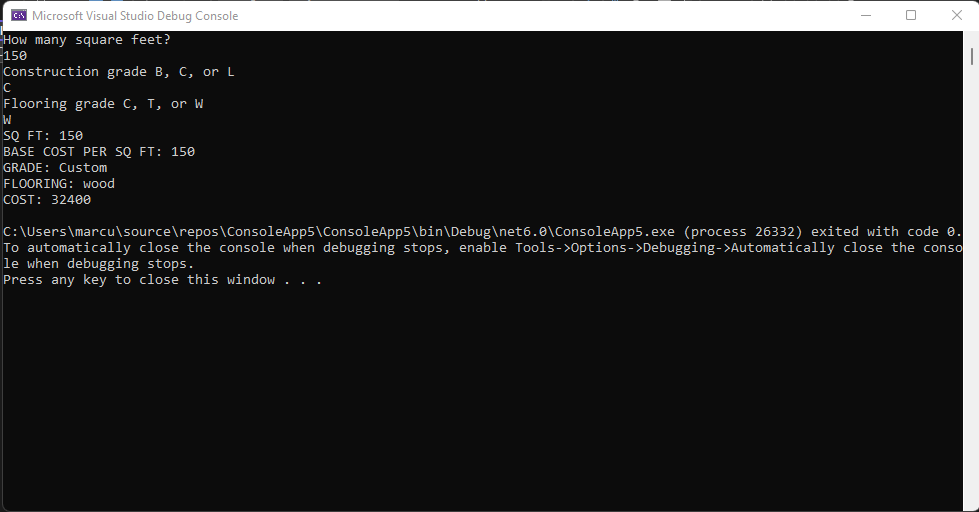 Microsoft Visual Studio Debug Console
How many square feet?
150
Construction grade B, C, or L
C
Flooring grade C, T, or W
W
SQ FT: 150
BASE COST PER SQ FT: 150
GRADE: Custom
FLOORING: wood
COST: 32400
C:\Users\marcu\source\repos\ConsoleApp5\ConsoleApp5\bin\Debug\net6.0\ConsoleApp5.exe (process 26332) exited with code 0.
To automatically close the console when debugging stops, enable Tools->Options->Debugging->Automatically close the conso
le when debugging stops.
Press any key to close this window . . .